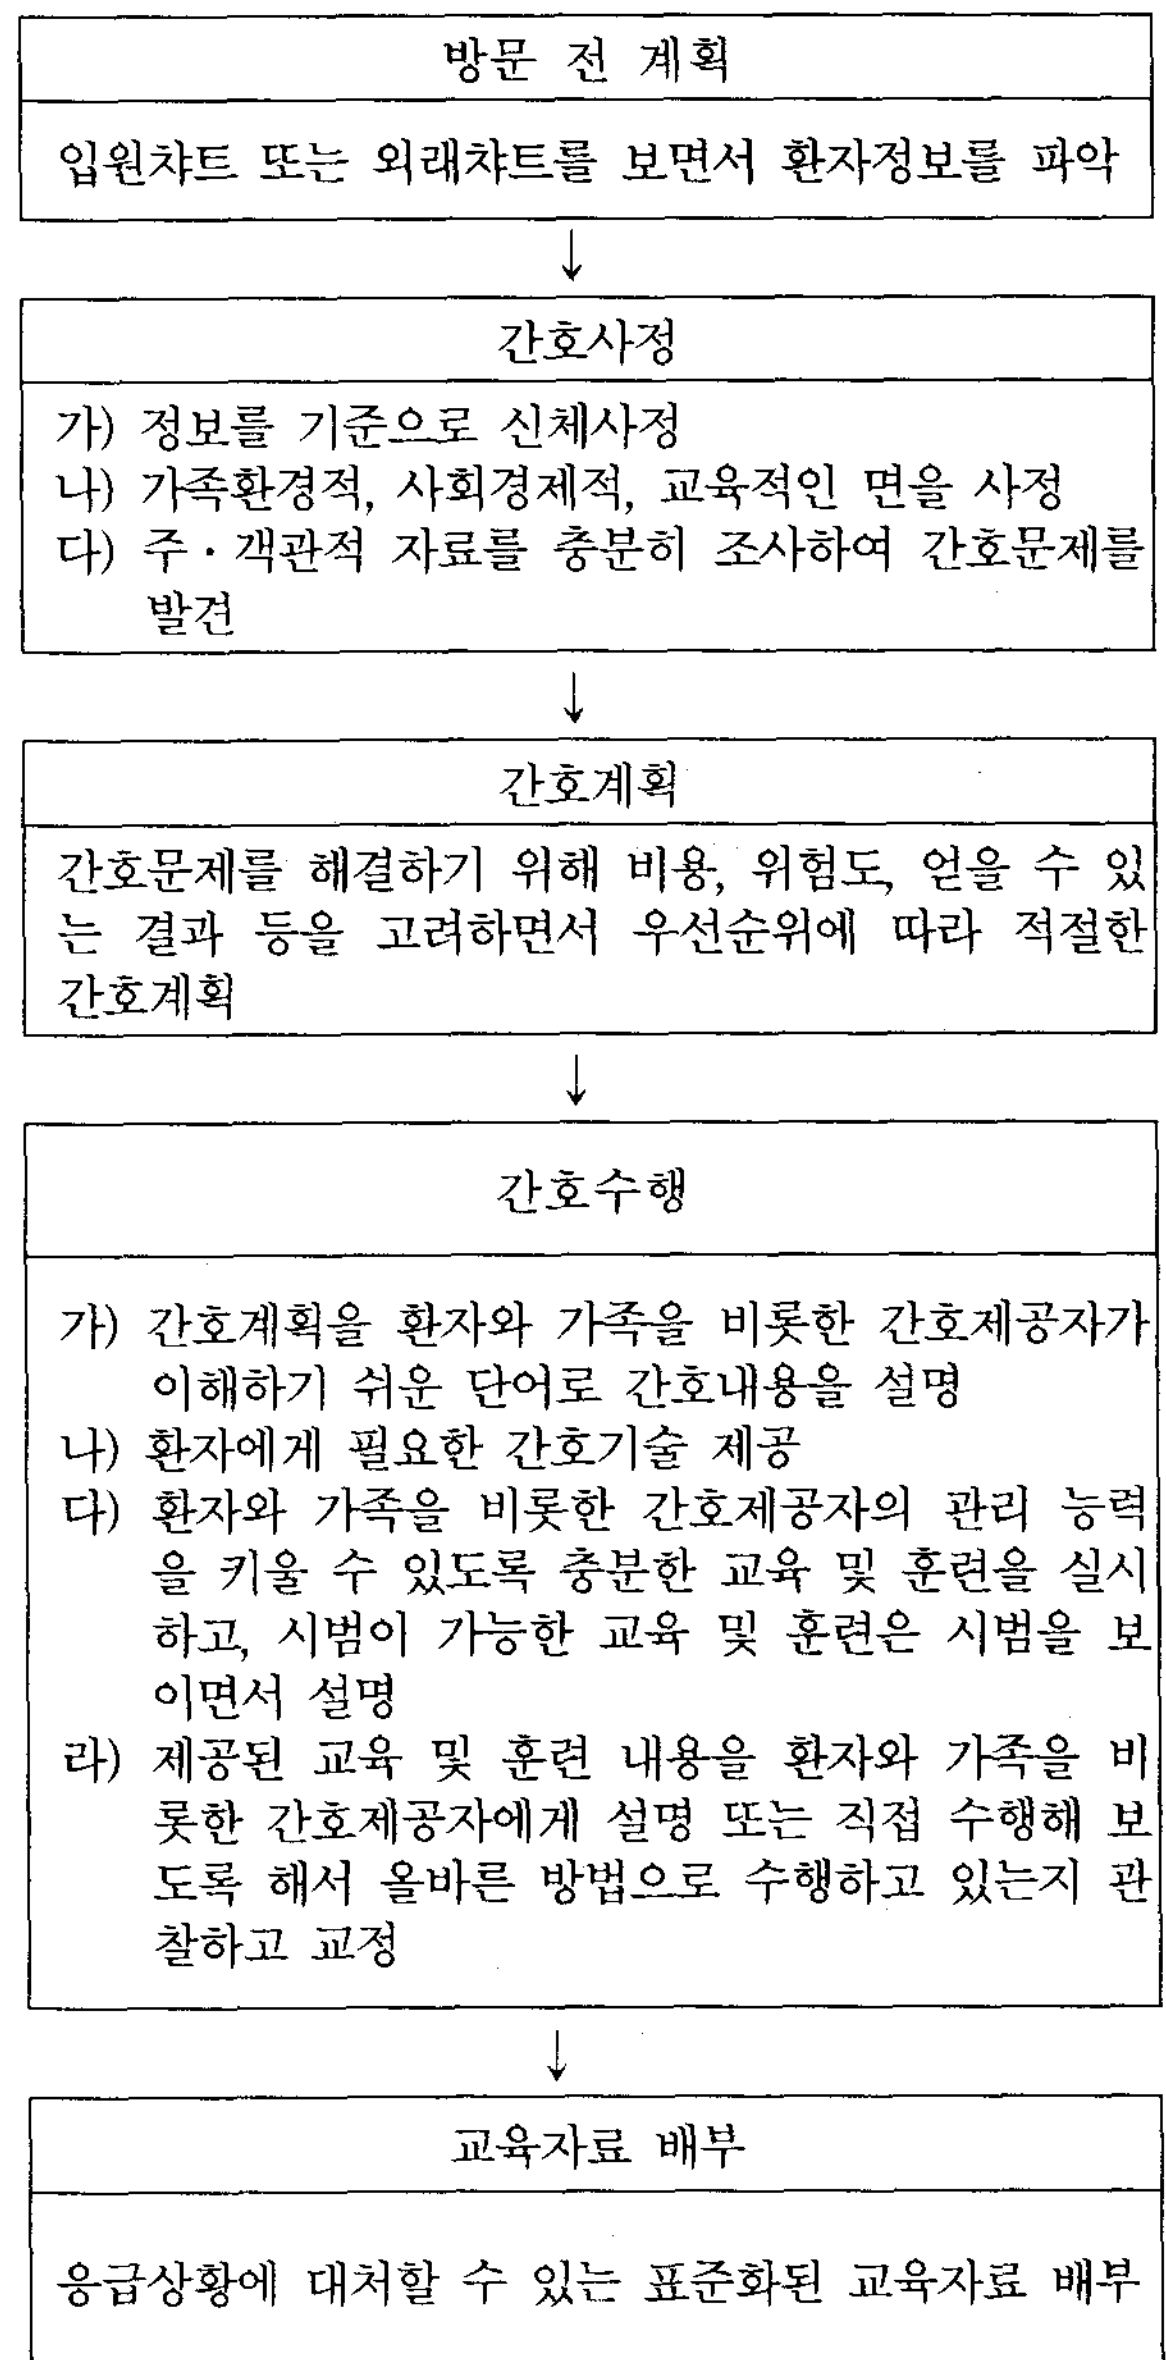 방문 전 계획
입원챠트 또는 외래챠트를 보면서 환자정보를 파악
↓
간호사정
가) 정보를 기준으로 신체사정
나) 가족환경적, 사회경제적, 교육적인 면을 사정
다) 주·객관적 자료를 충분히 조사하여 간호문제를
발견
↓
간호계획
간호문제를 해결하기 위해 비용, 위험도, 얻을 수 있
는 결과 등을 고려하면서 우선순위에 따라 적절한
간호계획
↓
간호수행
가) 간호계획을 환자와 가족을 비롯한 간호제공자가
이해하기 쉬운 단어로 간호내용을 설명
나) 환자에게 필요한 간호기술 제공
다) 환자와 가족을 비롯한 간호제공자의 관리 능력
을 키울 수 있도록 충분한 교육 및 훈련을 실시
하고, 시범이 가능한 교육 및 훈련은 시범을 보
이면서 설명
라) 제공된 교육 및 훈련 내용을 환자와 가족을 비
롯한 간호제공자에게 설명 또는 직접 수행해 보
도록 해서 올바른 방법으로 수행하고 있는지 관
찰하고 교정
↓
교육자료 배부
응급상황에 대처할 수 있는 표준화된 교육자료 배부